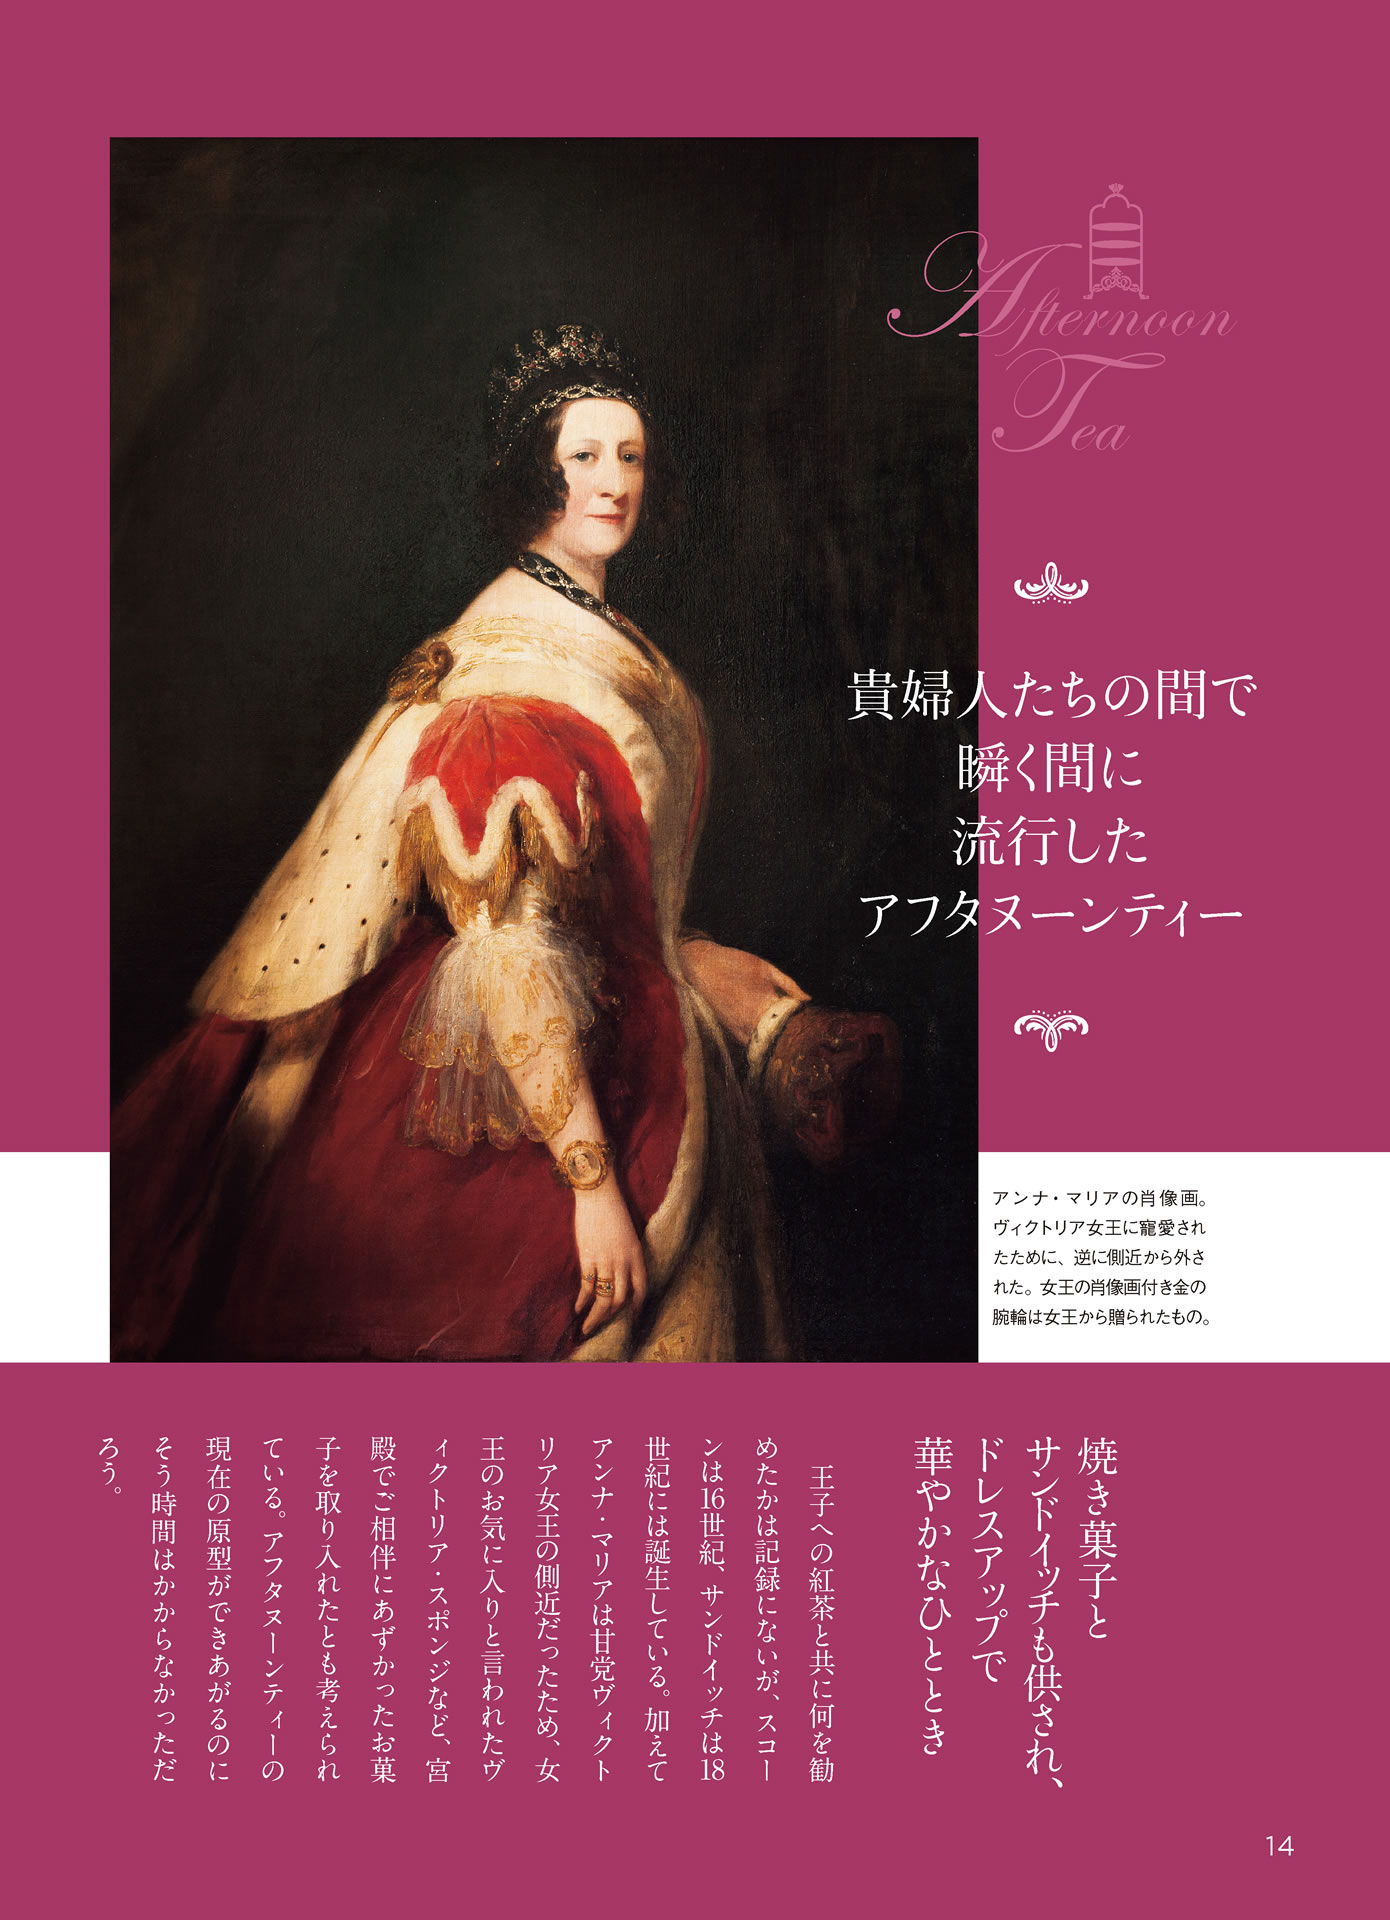 Afternoon
Tea
貴婦人たちの間で
瞬く間に
流行した
アフタヌーンティー
アンナ・マリアの肖像画。
ヴィクトリア女王に寵愛され
たために、逆に側近から外さ
れた。女王の肖像画付き金の
腕輪は女王から贈られたもの。
焼き菓子と
サンドイッチも供され、
ドレスアップで
華やかなひととき
王子への紅茶と共に何を勧
めたかは記録にないが、スコー
ンは16世紀、サンドイッチは18
世紀には誕生している。加えて
アンナ・マリアは甘党ヴィクト
リア女王の側近だったため、女
王のお気に入りと言われたヴ
ィクトリア・スポンジなど、宮
殿でご相伴にあずかったお菓
子を取り入れたとも考えられ
ている。アフタヌーンティーの
現在の原型ができあがるのに
そう時間はかからなかっただ
ろう。
14